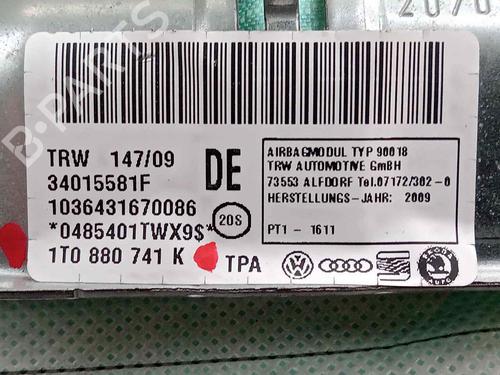 TRW 147/09
34015581F
1036431670086
*0485401TWX9$*
1T0 880 741 K
DE
20S
TPA
AIRBAGMODUL TYP 90018
TRW AUTOMOTIVE GmBH
73553 ALFDORF Tel.07172/302-0
HERSTELLUNGS-JAHR: 2009
PT1 - 1611